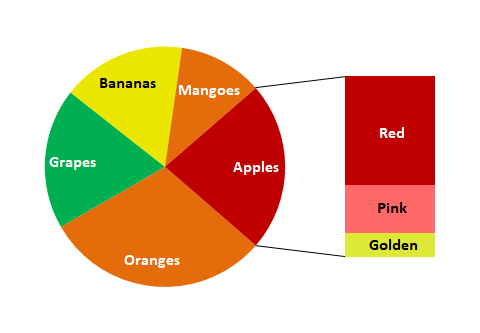 Bananas
Mangoes
Grapes
Apples
Oranges
Red
Pink
Golden